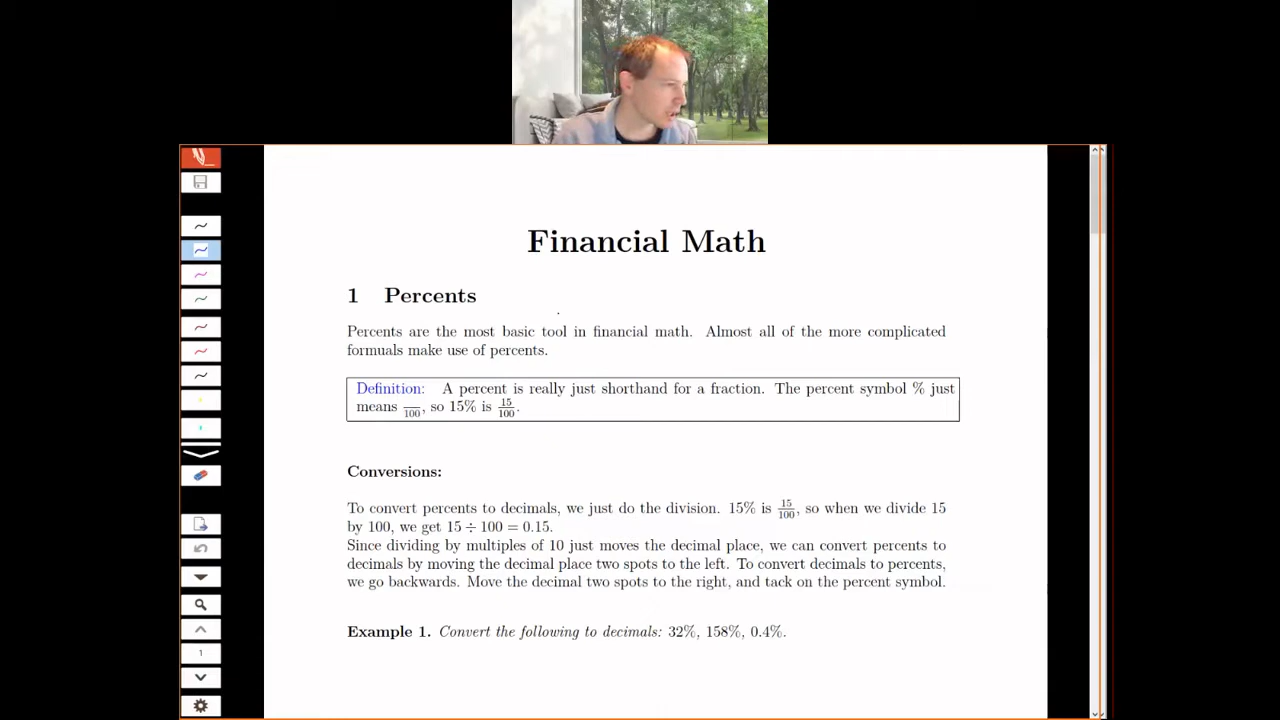 Financial Math
1 Percents
Percents are the most basic tool in financial math. Almost all of the more complicated
formuals make use of percents.
Definition: A percent is really just shorthand for a fraction. The percent symbol % just
means _/100, so 15% is 15/100.
Conversions:
To convert percents to decimals, we just do the division. 15% is 15/100, so when we divide 15
by 100, we get 15 ÷ 100 = 0.15.
Since dividing by multiples of 10 just moves the decimal place, we can convert percents to
decimals by moving the decimal place two spots to the left. To convert decimals to percents,
we go backwards. Move the decimal two spots to the right, and tack on the percent symbol.
Example 1. Convert the following to decimals: 32%, 158%, 0.4%.
1